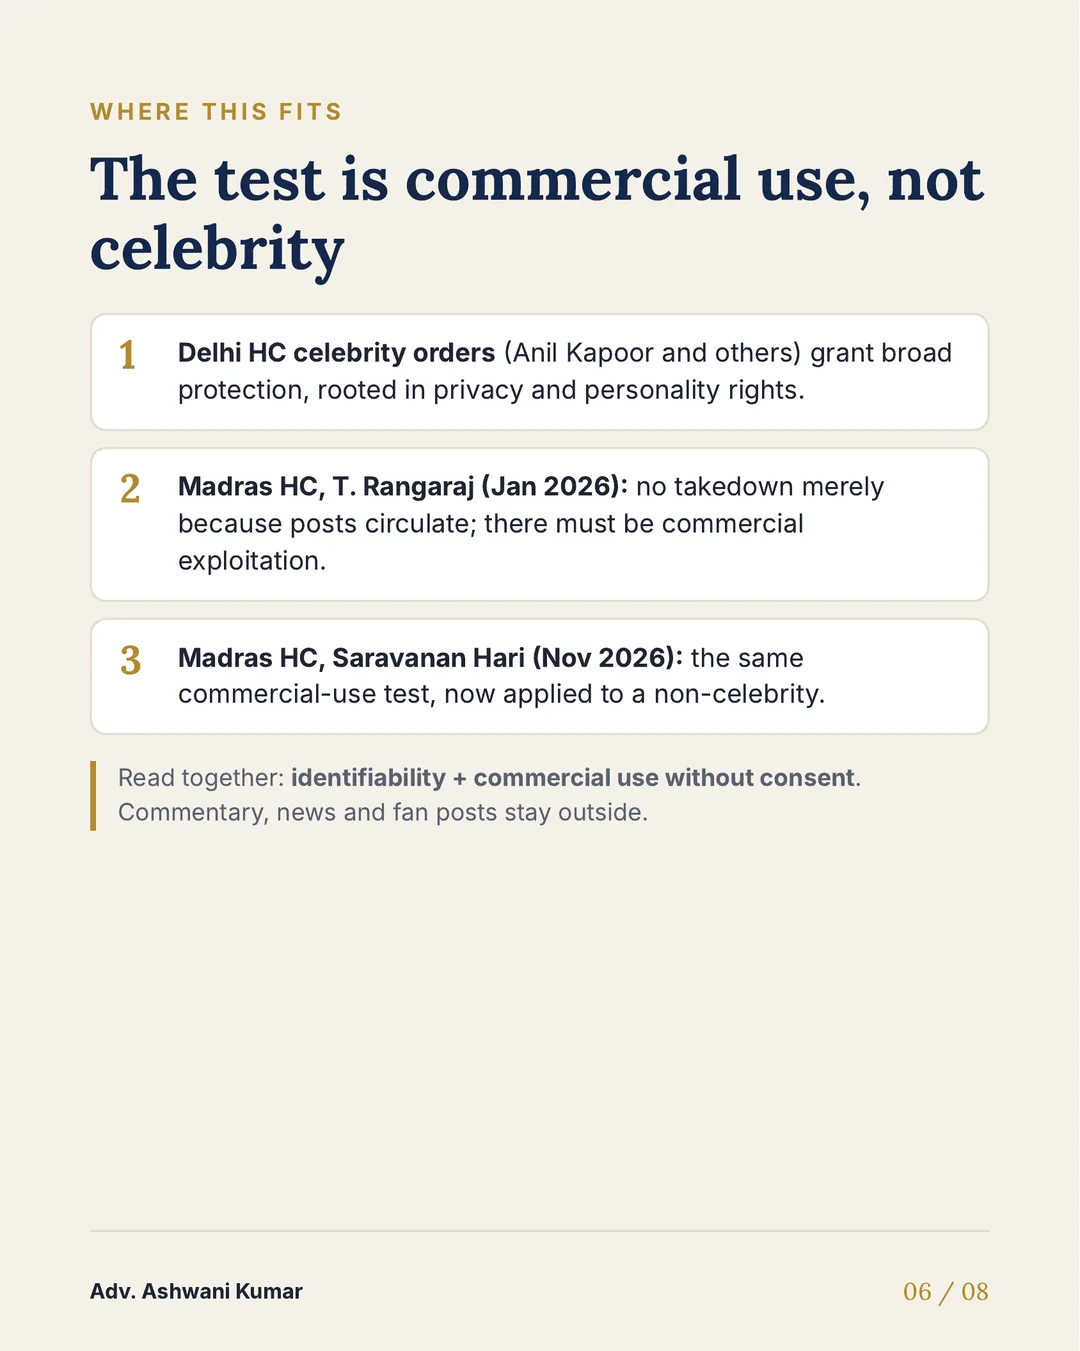 WHERE THIS FITS
The test is commercial use, not
celebrity
1
Delhi HC celebrity orders (Anil Kapoor and others) grant broad
protection, rooted in privacy and personality rights.
2
Madras HC, T. Rangaraj (Jan 2026): no takedown merely
because posts circulate; there must be commercial
exploitation.
3
Madras HC, Saravanan Hari (Nov 2026): the same
commercial-use test, now applied to a non-celebrity.
Read together: identifiability + commercial use without consent.
Commentary, news and fan posts stay outside.
Adv. Ashwani Kumar
06 / 08